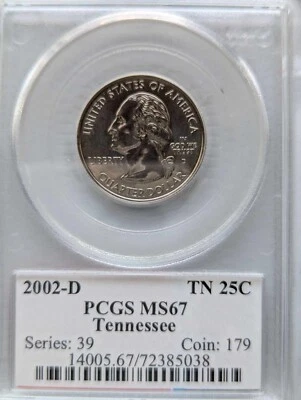 UNITED STATES OF AMERICA
LIBERTY
IN
GOD WE
TRUST
D
QUARTER DOLLAR
2002-D TN 25C
PCGS MS67
Tennessee
Series: 39 Coin: 179
14005.67/72385038